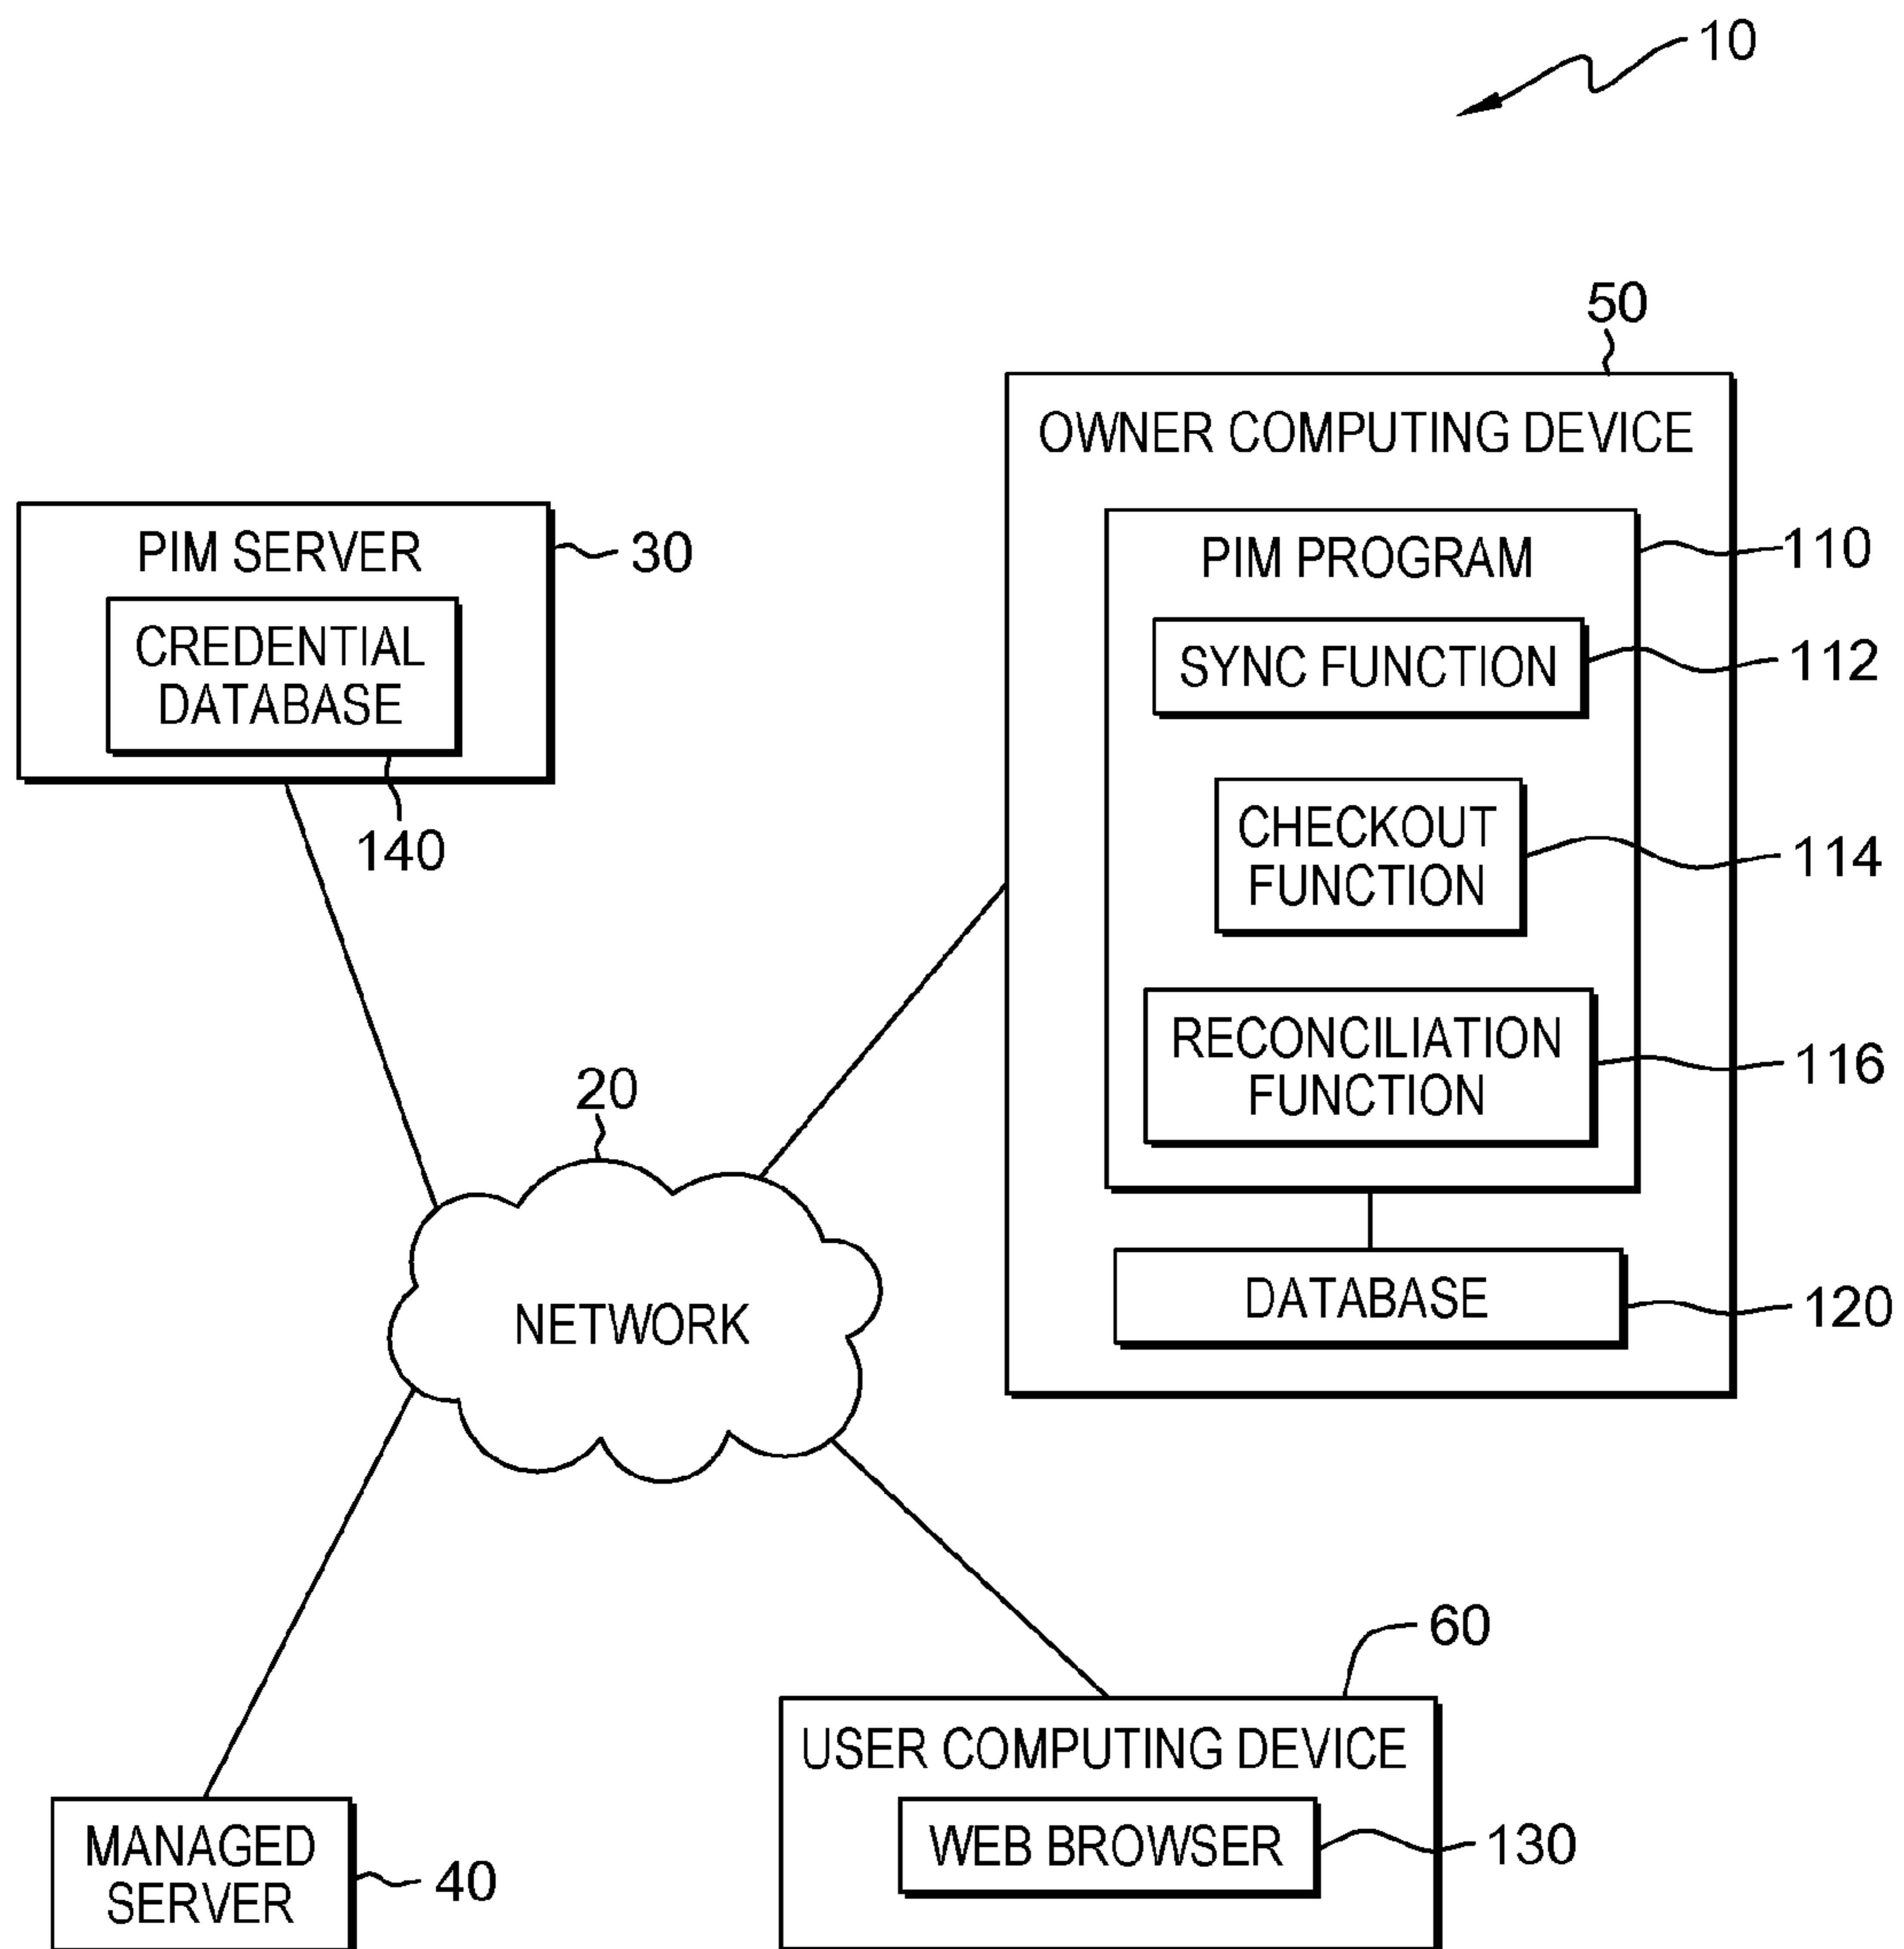 10
50
OWNER COMPUTING DEVICE
PIM SERVER
30
CREDENTIAL
DATABASE
140
PIM PROGRAM
110
SYNC FUNCTION
112
CHECKOUT
FUNCTION
114
RECONCILIATION
FUNCTION
116
20
NETWORK
DATABASE
120
60
USER COMPUTING DEVICE
WEB BROWSER
130
MANAGED
SERVER
40